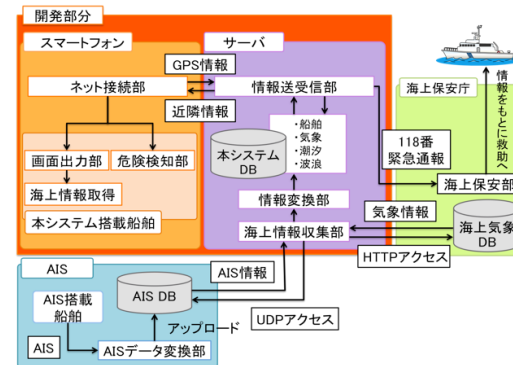 開発部分
スマートフォン
サーバ
GPS情報
ネット接続部
情報送受信部
近隣情報
海上保安庁
情報をもとに救助へ
・船舶
・気象
・潮汐
・波浪
本システム
DB
118番
緊急通報
画面出力部
危険検知部
海上情報取得
海上保安部
本システム搭載船舶
情報変換部
気象情報
海上情報収集部
海上気象
DB
HTTPアクセス
AIS
AIS情報
AIS DB
AIS搭載
船舶
アップロード
UDPアクセス
AIS
AISデータ変換部